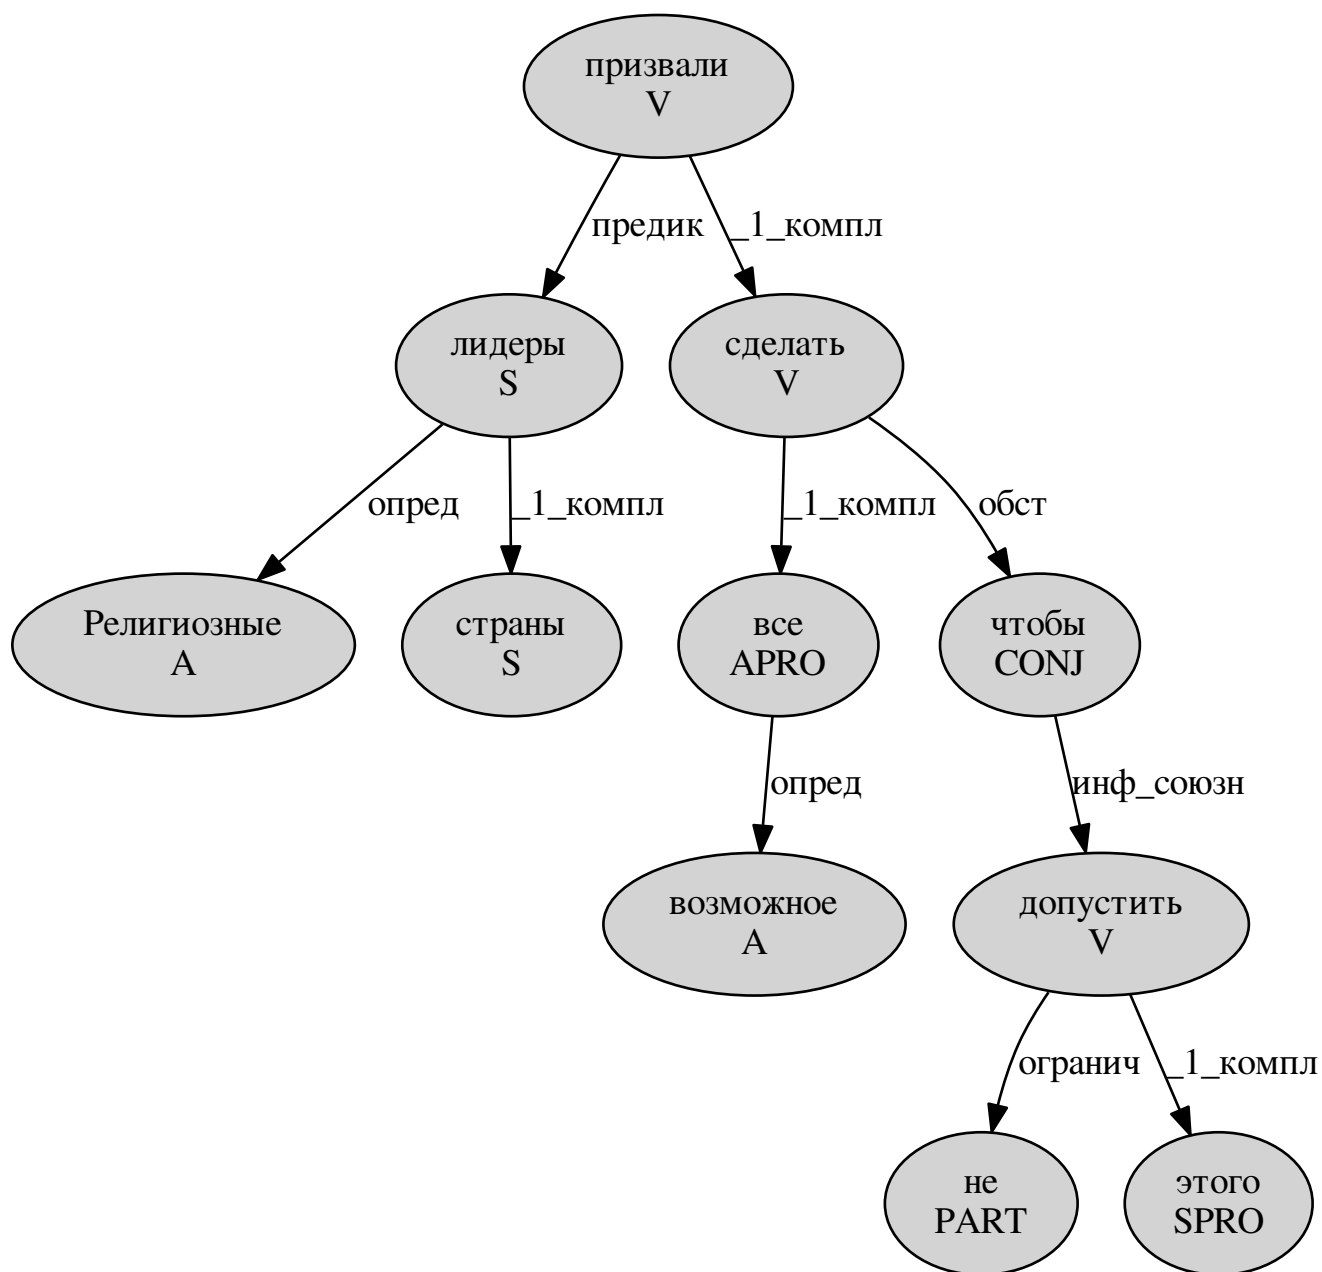 призвали
V
предик
_1_компл
лидеры
S
сделать
V
опред
_1_компл
_1_компл
обст
Религиозные
A
страны
S
все
APRO
чтобы
CONJ
опред
инф_союзн
возможное
A
допустить
V
огранич
_1_компл
не
PART
этого
SPRO